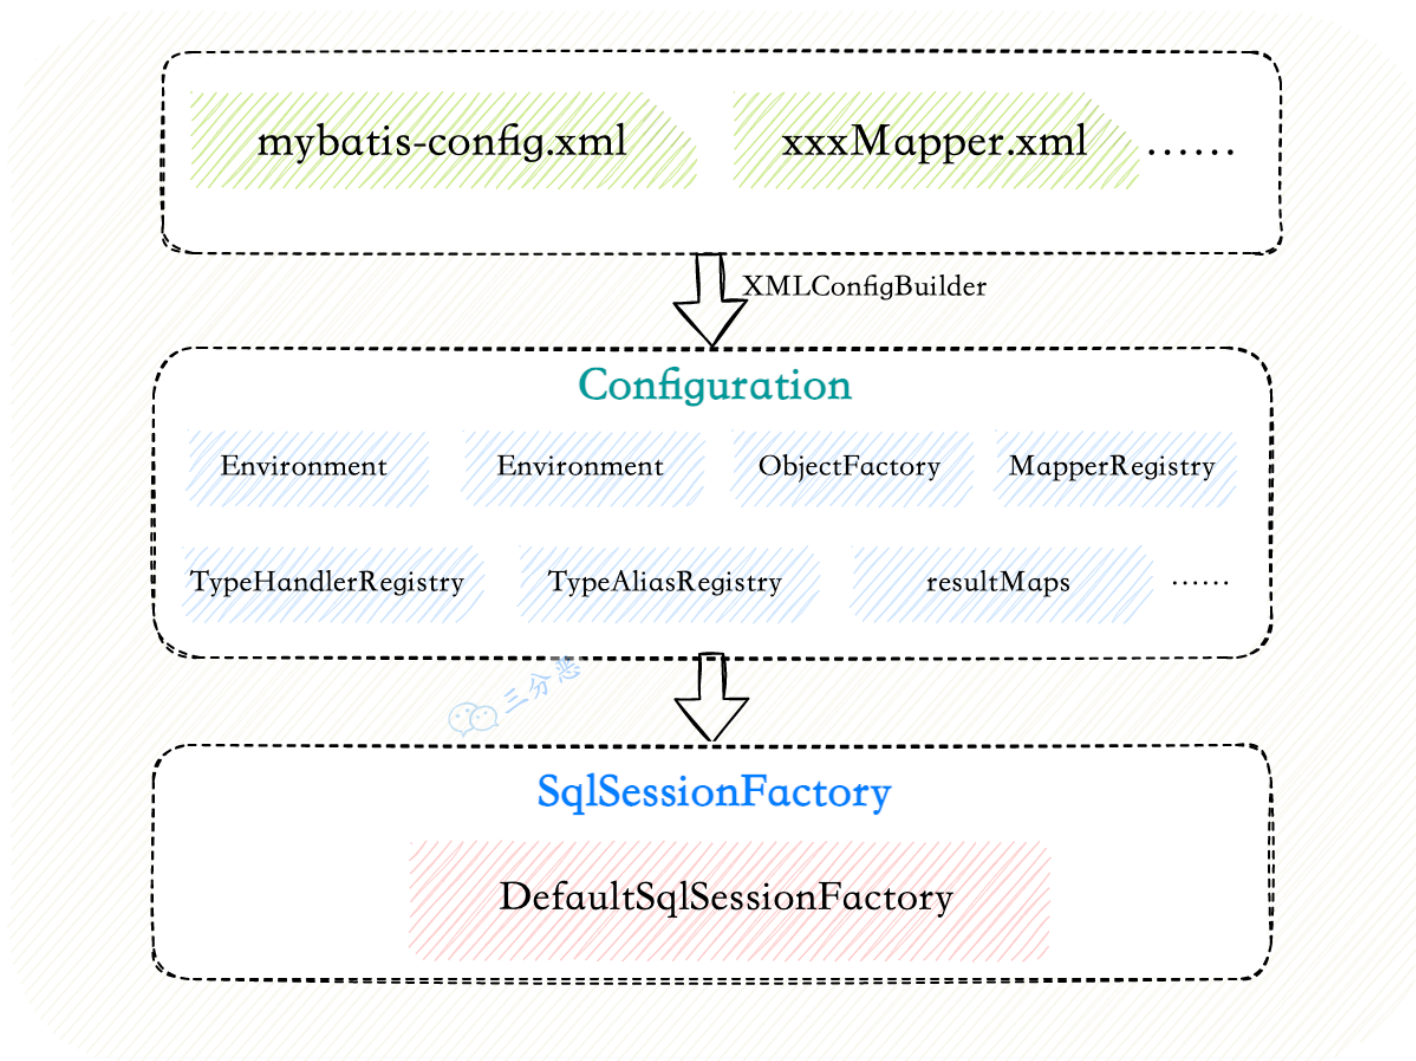 mybatis-config.xml
xxxMapper.xml
……
XMLConfigBuilder
Configuration
Environment
Environment
ObjectFactory
MapperRegistry
TypeHandlerRegistry
TypeAliasRegistry
resultMaps
……
三分恶
SqlSessionFactory
DefaultSqlSessionFactory